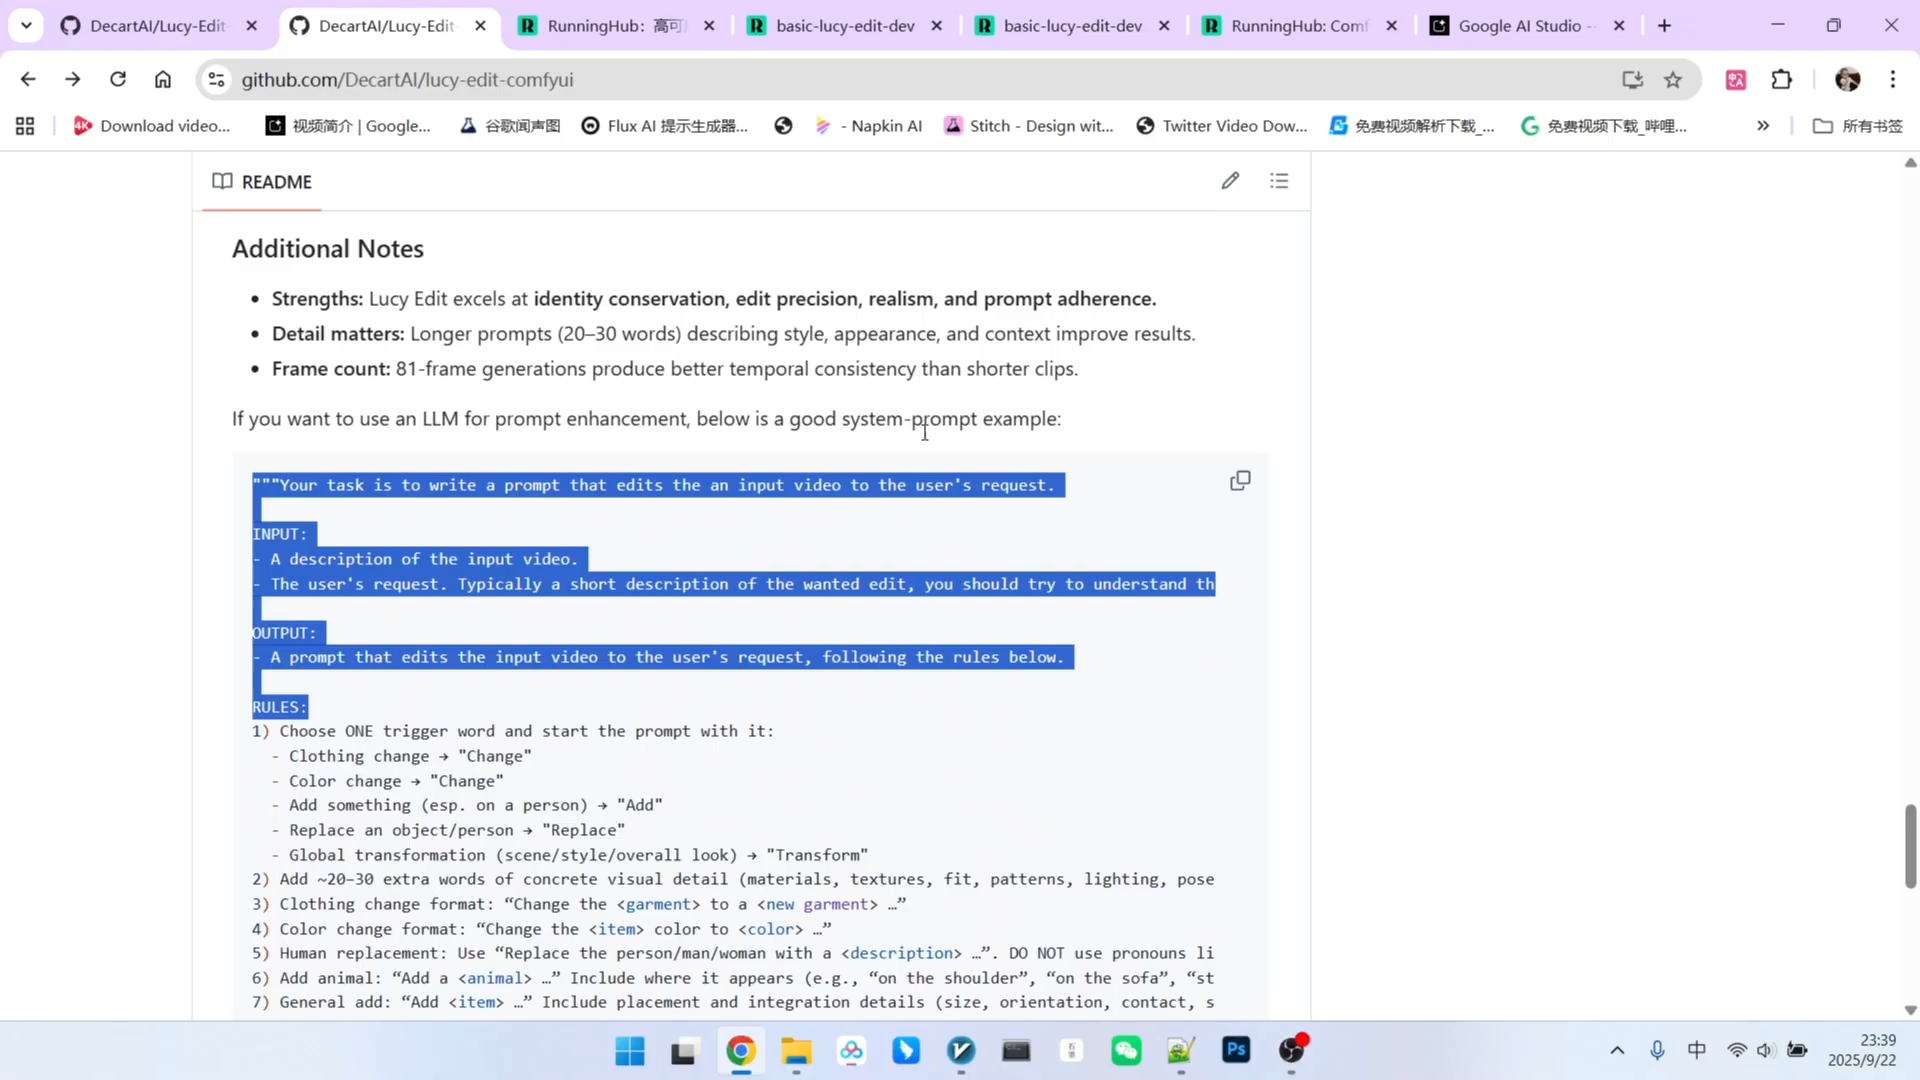 DecartAI/Lucy-Edit-
DecartAI/Lucy-Edit-
RunningHub: 高可
basic-lucy-edit-dev
basic-lucy-edit-dev
RunningHub: Comf
Google AI Studio -
github.com/DecartAI/lucy-edit-comfyui
Download video...
视频简介 | Google...
谷歌闻声图
Flux AI 提示生成器...
- Napkin AI
Stitch - Design wit...
Twitter Video Dow...
免费视频解析下载_...
免费视频下载_哔哩...
所有书签
README
Additional Notes
• Strengths: Lucy Edit excels at identity conservation, edit precision, realism, and prompt adherence.
• Detail matters: Longer prompts (20–30 words) describing style, appearance, and context improve results.
• Frame count: 81-frame generations produce better temporal consistency than shorter clips.
If you want to use an LLM for prompt enhancement, below is a good system-prompt example:
"""Your task is to write a prompt that edits the an input video to the user's request.
INPUT:
- A description of the input video.
- The user's request. Typically a short description of the wanted edit, you should try to understand th
OUTPUT:
- A prompt that edits the input video to the user's request, following the rules below.
RULES:
1) Choose ONE trigger word and start the prompt with it:
- Clothing change → "Change"
- Color change → "Change"
- Add something (esp. on a person) → "Add"
- Replace an object/person → "Replace"
- Global transformation (scene/style/overall look) → "Transform"
2) Add ~20–30 extra words of concrete visual detail (materials, textures, fit, patterns, lighting, pose
3) Clothing change format: “Change the <garment> to a <new garment> …”
4) Color change format: “Change the <item> color to <color> …”
5) Human replacement: Use “Replace the person/man/woman with a <description> …”. DO NOT use pronouns li
6) Add animal: “Add a <animal> …” Include where it appears (e.g., “on the shoulder”, “on the sofa”, “st
7) General add: “Add <item> …” Include placement and integration details (size, orientation, contact, s
Ps
中
23:39
2025/9/22